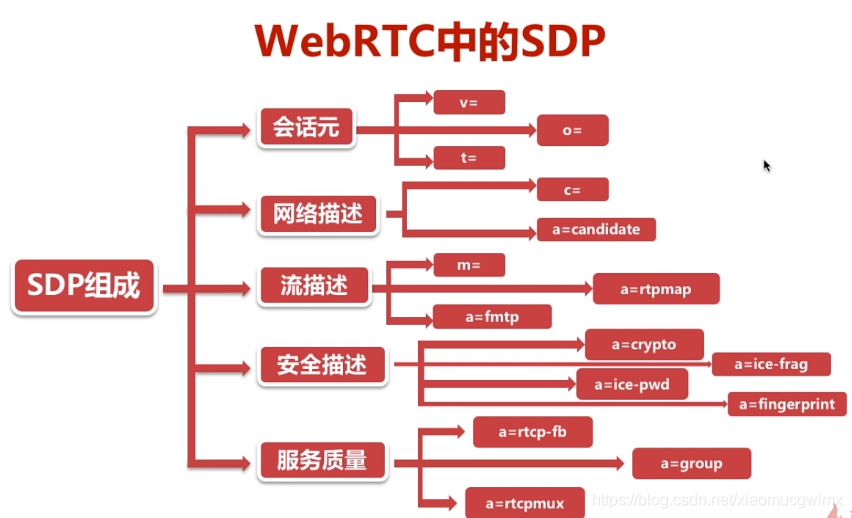 WebRTC中的SDP
v=
会话元
o=
t=
网络描述
c=
a=candidate
SDP组成
流描述
m=
a=rtpmap
a=fmtp
安全描述
a=crypto
a=ice-frag
a=ice-pwd
a=fingerprint
服务质量
a=rtcp-fb
a=group
a=rtcpmux
https://blog.csdn.net/xiaomucgwlmx